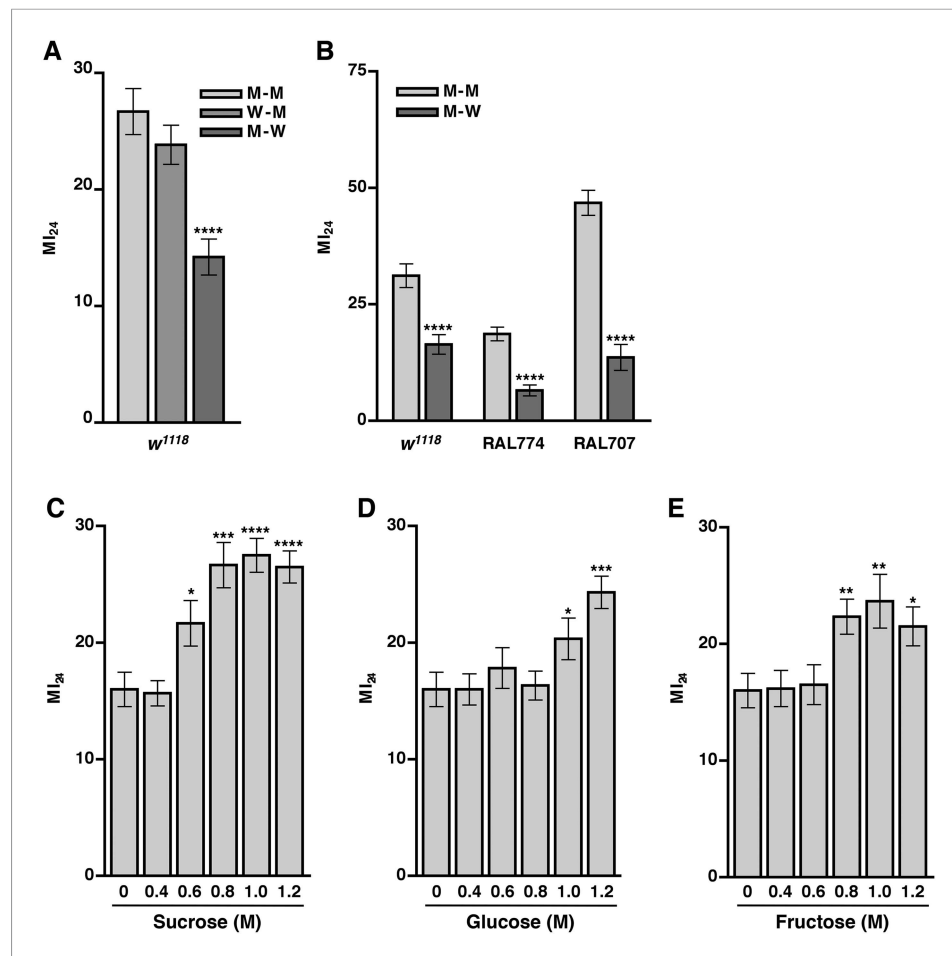 A
30
20
10
0
MI24
M-M
W-M
M-W
****
w1118
B
75
50
25
0
MI24
M-M
M-W
**** **** ****
w1118 RAL774 RAL707
C
30
20
10
0
MI24
* *** **** ****
0 0.4 0.6 0.8 1.0 1.2
Sucrose (M)
D
30
20
10
0
MI24
* ***
0 0.4 0.6 0.8 1.0 1.2
Glucose (M)
E
30
20
10
0
MI24
** ** *
0 0.4 0.6 0.8 1.0 1.2
Fructose (M)